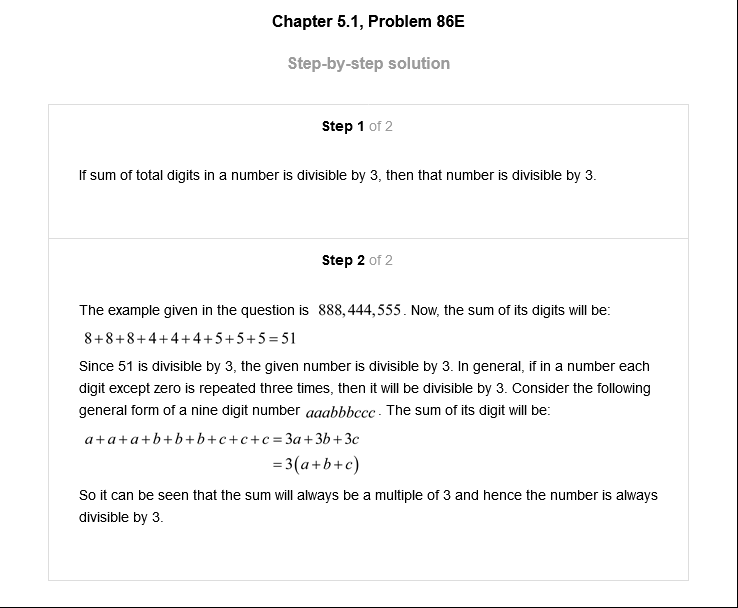 Chapter 5.1, Problem 86E
Step-by-step solution
Step 1 of 2
If sum of total digits in a number is divisible by 3, then that number is divisible by 3.
Step 2 of 2
The example given in the question is 888,444,555. Now, the sum of its digits will be:
8+8+8+4+4+4+5+5+5=51
Since 51 is divisible by 3, the given number is divisible by 3. In general, if in a number each
digit except zero is repeated three times, then it will be divisible by 3. Consider the following
general form of a nine digit number aaabbbccc. The sum of its digit will be:
a+a+a+b+b+b+c+c+c=3a+3b+3c
=3(a+b+c)
So it can be seen that the sum will always be a multiple of 3 and hence the number is always
divisible by 3.